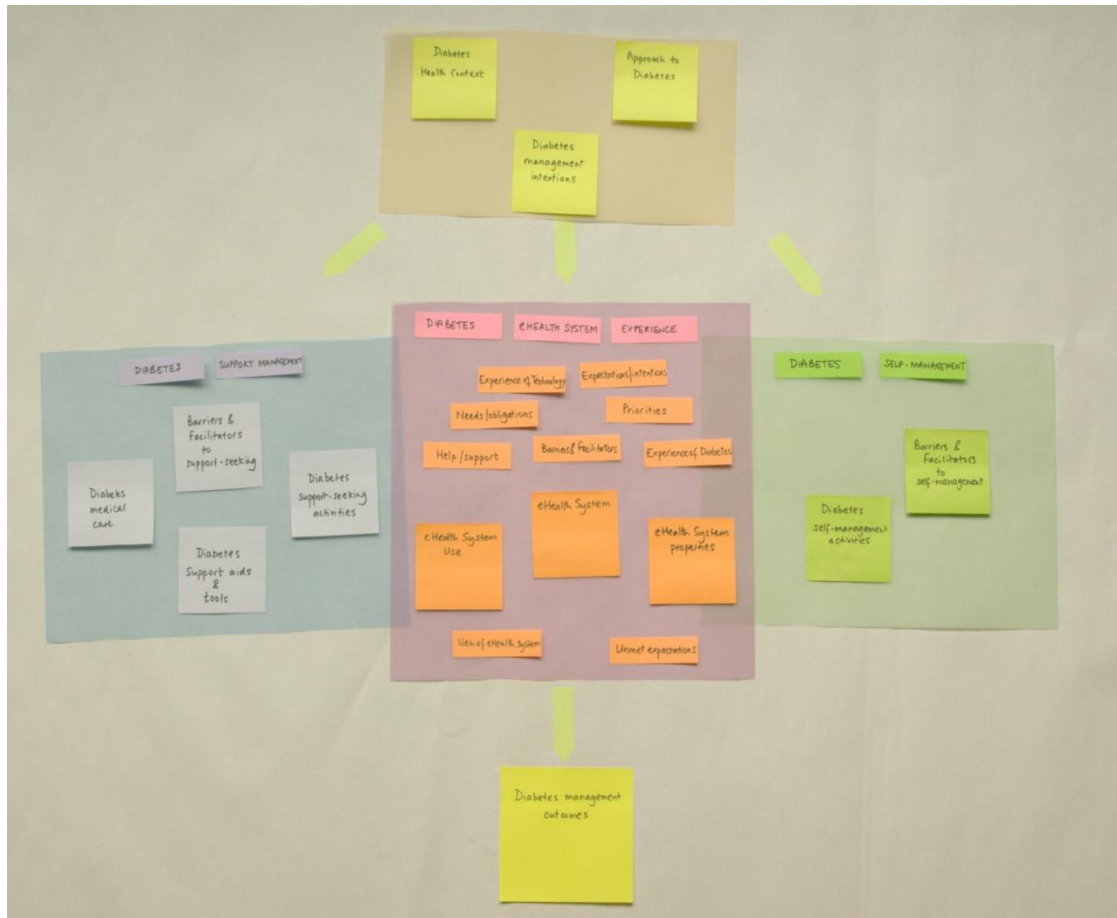 Diabetes
Health Context
Approach to
Diabetes
Diabetes
management
intentions
DIABETES
eHEALTH SYSTEM
EXPERIENCE
Experience of Technology
Expectations/intentions
Needs/obligations
Priorities
Help/support
Barriers & Facilitators
Experience of Diabetes
eHealth System
Use
eHealth System
eHealth System
properties
View of eHealth System
Unmet expectations
DIABETES
SUPPORT MANAGEMENT
Barriers &
Facilitators
to
support-seeking
Diabetes
medical
care
Diabetes
support-seeking
activities
Diabetes
Support aids
&
tools
DIABETES
SELF-MANAGEMENT
Barriers &
Facilitators
to
self-management
Diabetes
self-management
activities
Diabetes management
outcomes